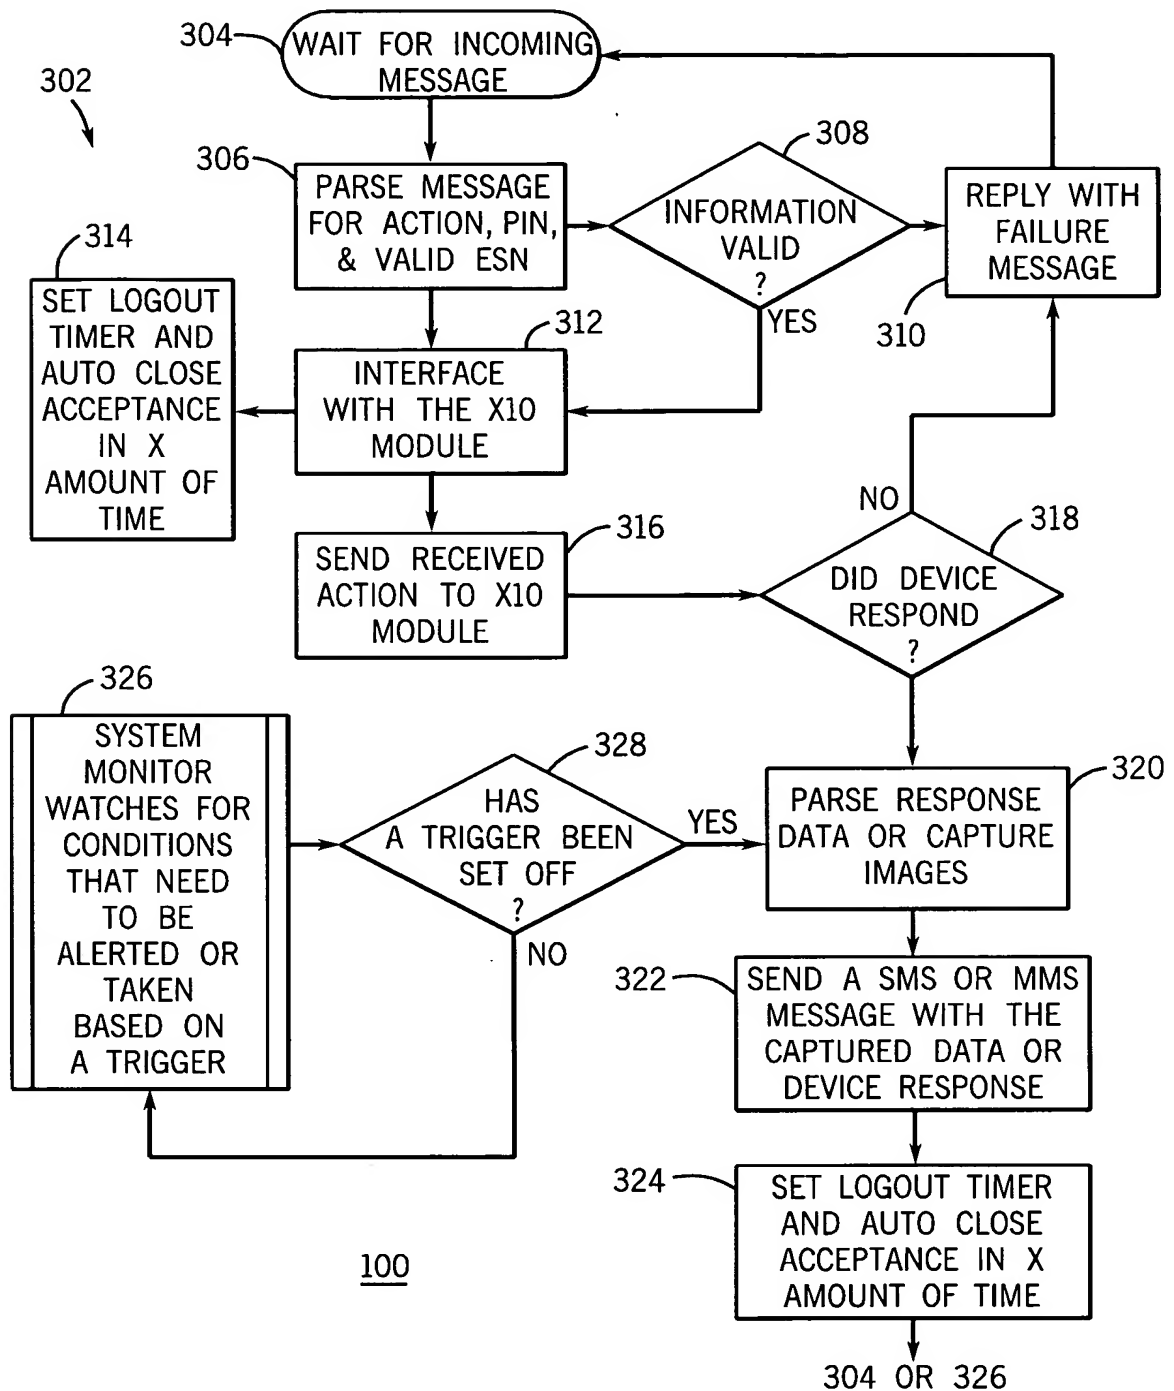 304
WAIT FOR INCOMING
MESSAGE
302
306
PARSE MESSAGE
FOR ACTION, PIN,
& VALID ESN
308
INFORMATION
VALID
?
YES
REPLY WITH
FAILURE
MESSAGE
310
314
SET LOGOUT
TIMER AND
AUTO CLOSE
ACCEPTANCE
IN X
AMOUNT OF
TIME
312
INTERFACE
WITH THE X10
MODULE
316
SEND RECEIVED
ACTION TO X10
MODULE
NO
318
DID DEVICE
RESPOND
?
326
SYSTEM
MONITOR
WATCHES FOR
CONDITIONS
THAT NEED
TO BE
ALERTED OR
TAKEN
BASED ON
A TRIGGER
328
HAS
A TRIGGER BEEN
SET OFF
?
YES
NO
320
PARSE RESPONSE
DATA OR CAPTURE
IMAGES
322
SEND A SMS OR MMS
MESSAGE WITH THE
CAPTURED DATA OR
DEVICE RESPONSE
324
SET LOGOUT TIMER
AND AUTO CLOSE
ACCEPTANCE IN X
AMOUNT OF TIME
100
304 OR 326